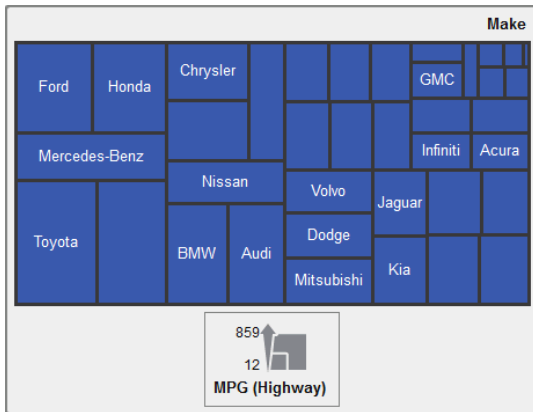 Make
Ford
Honda
Chrysler
GMC
Mercedes-Benz
Infiniti
Acura
Nissan
Volvo
Jaguar
Toyota
BMW
Audi
Dodge
Mitsubishi
Kia
859
12
MPG (Highway)